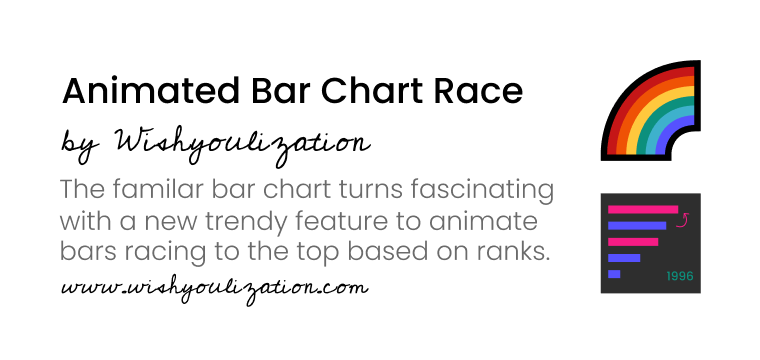 Animated Bar Chart Race
by Wishyoulization
The familar bar chart turns fascinating
with a new trendy feature to animate
bars racing to the top based on ranks.
www.wishyoulization.com
1996